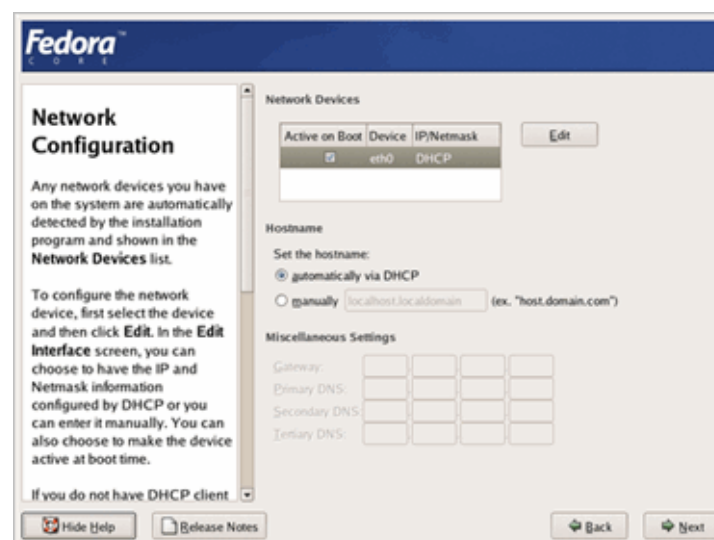 Fedora™
CORE
Network
Configuration
Any network devices you have
on the system are automatically
detected by the installation
program and shown in the
Network Devices list.
To configure the network
device, first select the device
and then click Edit. In the Edit
Interface screen, you can
choose to have the IP and
Netmask information
configured by DHCP or you
can enter it manually. You can
also choose to make the device
active at boot time.
If you do not have DHCP client
Network Devices
Active on Boot Device IP/Netmask
eth0 DHCP
Edit
Hostname
Set the hostname:
automatically via DHCP
manually localhost.localdomain (ex. "host.domain.com")
Miscellaneous Settings
Gateway:
Primary DNS:
Secondary DNS:
Tertiary DNS:
Hide Help
Release Notes
Back
Next